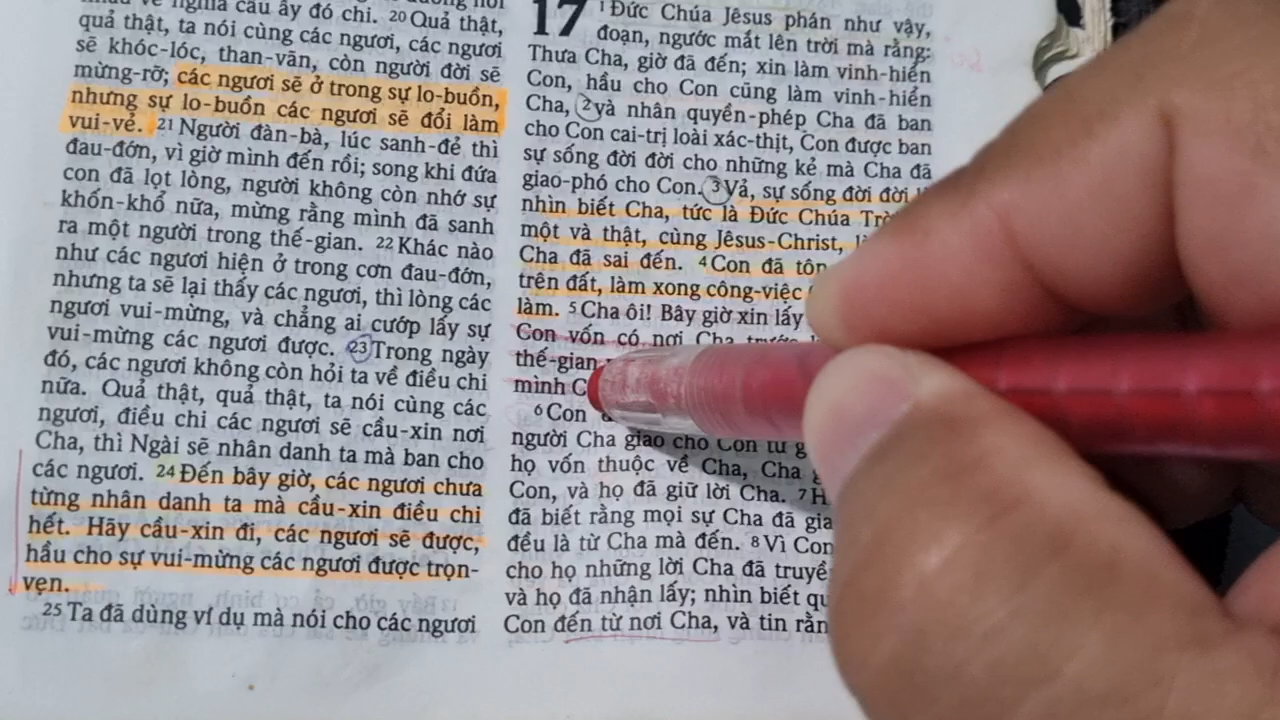 nghĩa câu ấy đó chi. 20 Quả thật,
quả thật, ta nói cùng các ngươi, các ngươi
sẽ khóc-lóc, than-vãn, còn người đời sẽ
mừng-rỡ; các ngươi sẽ ở trong sự lo-buồn,
nhưng sự lo-buồn các ngươi sẽ đổi làm
vui-vẻ. 21 Người đàn-bà, lúc sanh-đẻ thì
đau-đớn, vì giờ mình đến rồi; song khi đứa
con đã lọt lòng, người không còn nhớ sự
khốn-khổ nữa, mừng rằng mình đã sanh
ra một người trong thế-gian. 22 Khác nào
như các ngươi hiện ở trong cơn đau-đớn,
nhưng ta sẽ lại thấy các ngươi, thì lòng các
ngươi vui-mừng, và chẳng ai cướp lấy sự
vui-mừng các ngươi được. 23 Trong ngày
đó, các ngươi không còn hỏi ta về điều chi
nữa. Quả thật, quả thật, ta nói cùng các
ngươi, điều chi các ngươi sẽ cầu-xin nơi
Cha, thì Ngài sẽ nhân danh ta mà ban cho
các ngươi. 24 Đến bây giờ, các ngươi chưa
từng nhân danh ta mà cầu-xin điều chi
hết. Hãy cầu-xin đi, các ngươi sẽ được,
hầu cho sự vui-mừng các ngươi được trọn-
vẹn.
25 Ta đã dùng ví dụ mà nói cho các ngươi
17 1 Đức Chúa Jêsus phán như vậy,
đoạn, ngước mắt lên trời mà rằng:
Thưa Cha, giờ đã đến; xin làm vinh-hiển
Con, hầu cho Con cũng làm vinh-hiển
Cha, 2 và nhân quyền-phép Cha đã ban
cho Con cai-trị loài xác-thịt, Con được ban
sự sống đời đời cho những kẻ mà Cha đã
giao-phó cho Con. 3 Vả, sự sống đời đời
nhìn biết Cha, tức là Đức Chúa
một và thật, cùng Jêsus-Christ,
Cha đã sai đến. 4 Con đã tôn
trên đất, làm xong công-việc
làm. 5 Cha ôi! Bây giờ xin lấy
Con vốn có nơi Cha trước
thế-gian
mình
6 Con
người Cha giao cho Con từ
họ vốn thuộc về Cha, Cha
Con, và họ đã giữ lời Cha. 7
đã biết rằng mọi sự Cha đã
đều là từ Cha mà đến. 8 Vì Con
cho họ những lời Cha đã
và họ đã nhận lấy; nhìn biết
Con đến từ nơi Cha, và tin